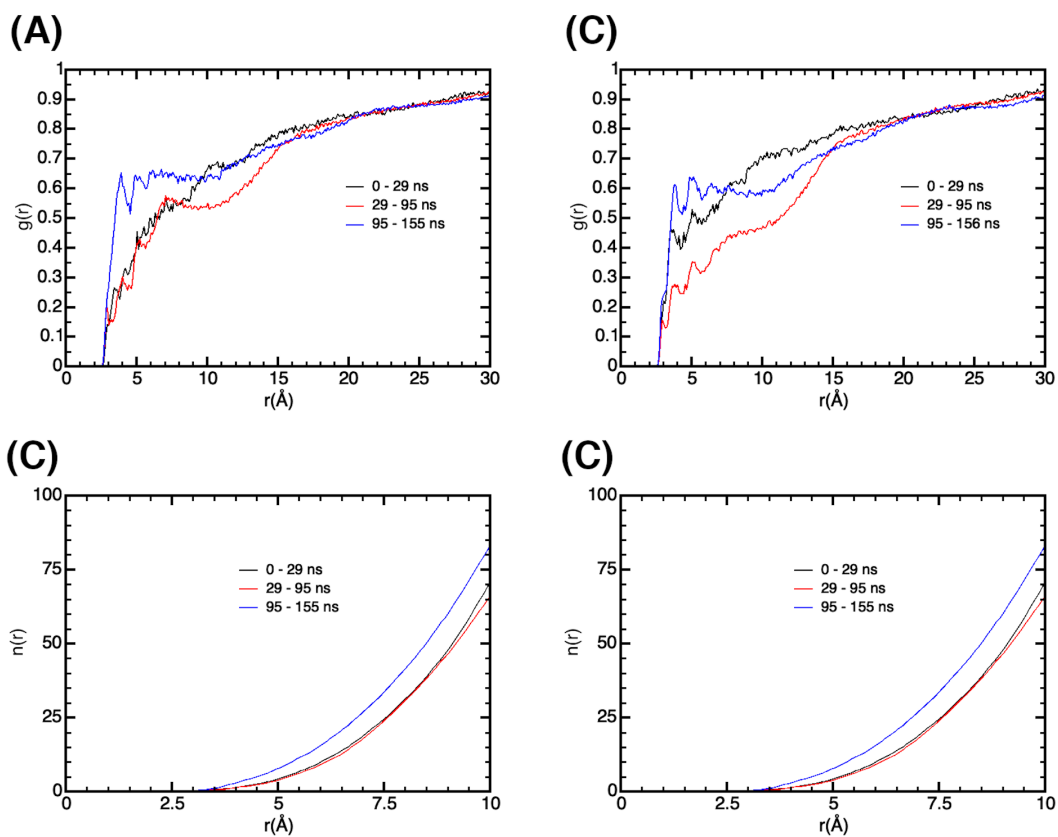 (A)
1
0.9
0.8
0.7
0.6
0.5
0.4
0.3
0.2
0.1
0
g(r)
0 - 29 ns
29 - 95 ns
95 - 155 ns
0 5 10 15 20 25 30
r(Å)
(C)
1
0.9
0.8
0.7
0.6
0.5
0.4
0.3
0.2
0.1
0
g(r)
0 - 29 ns
29 - 95 ns
95 - 156 ns
0 5 10 15 20 25 30
r(Å)
(C)
100
75
50
25
0
n(r)
0 - 29 ns
29 - 95 ns
95 - 155 ns
0 2.5 5 7.5 10
r(Å)
(C)
100
75
50
25
0
n(r)
0 - 29 ns
29 - 95 ns
95 - 155 ns
0 2.5 5 7.5 10
r(Å)